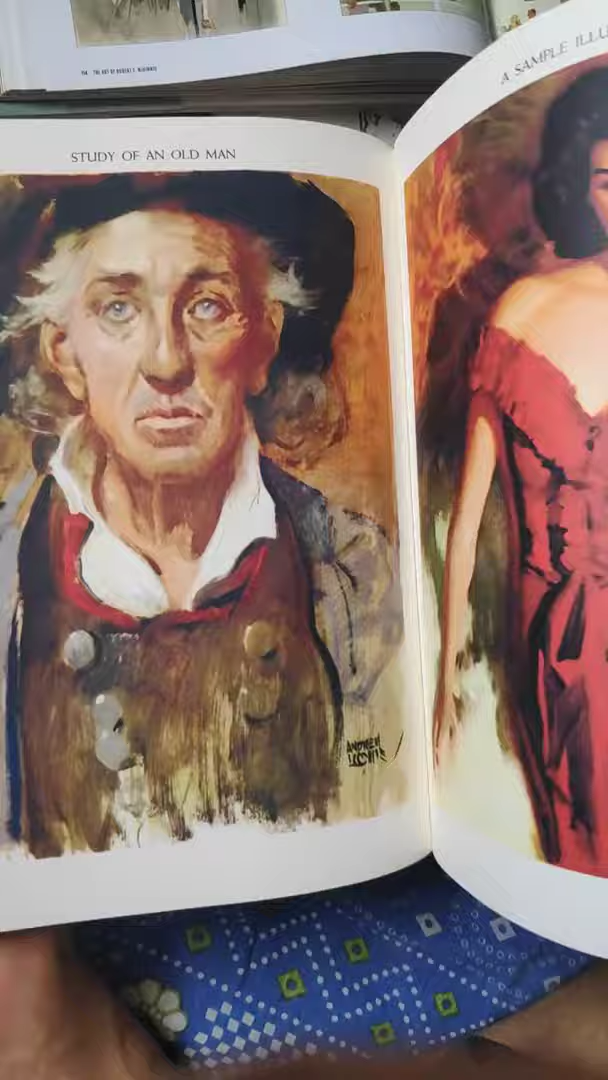 THE ART OF ROBERT E. MCGINNIS
STUDY OF AN OLD MAN
A SAMPLE ILLU
ANDREW
LOOMIS